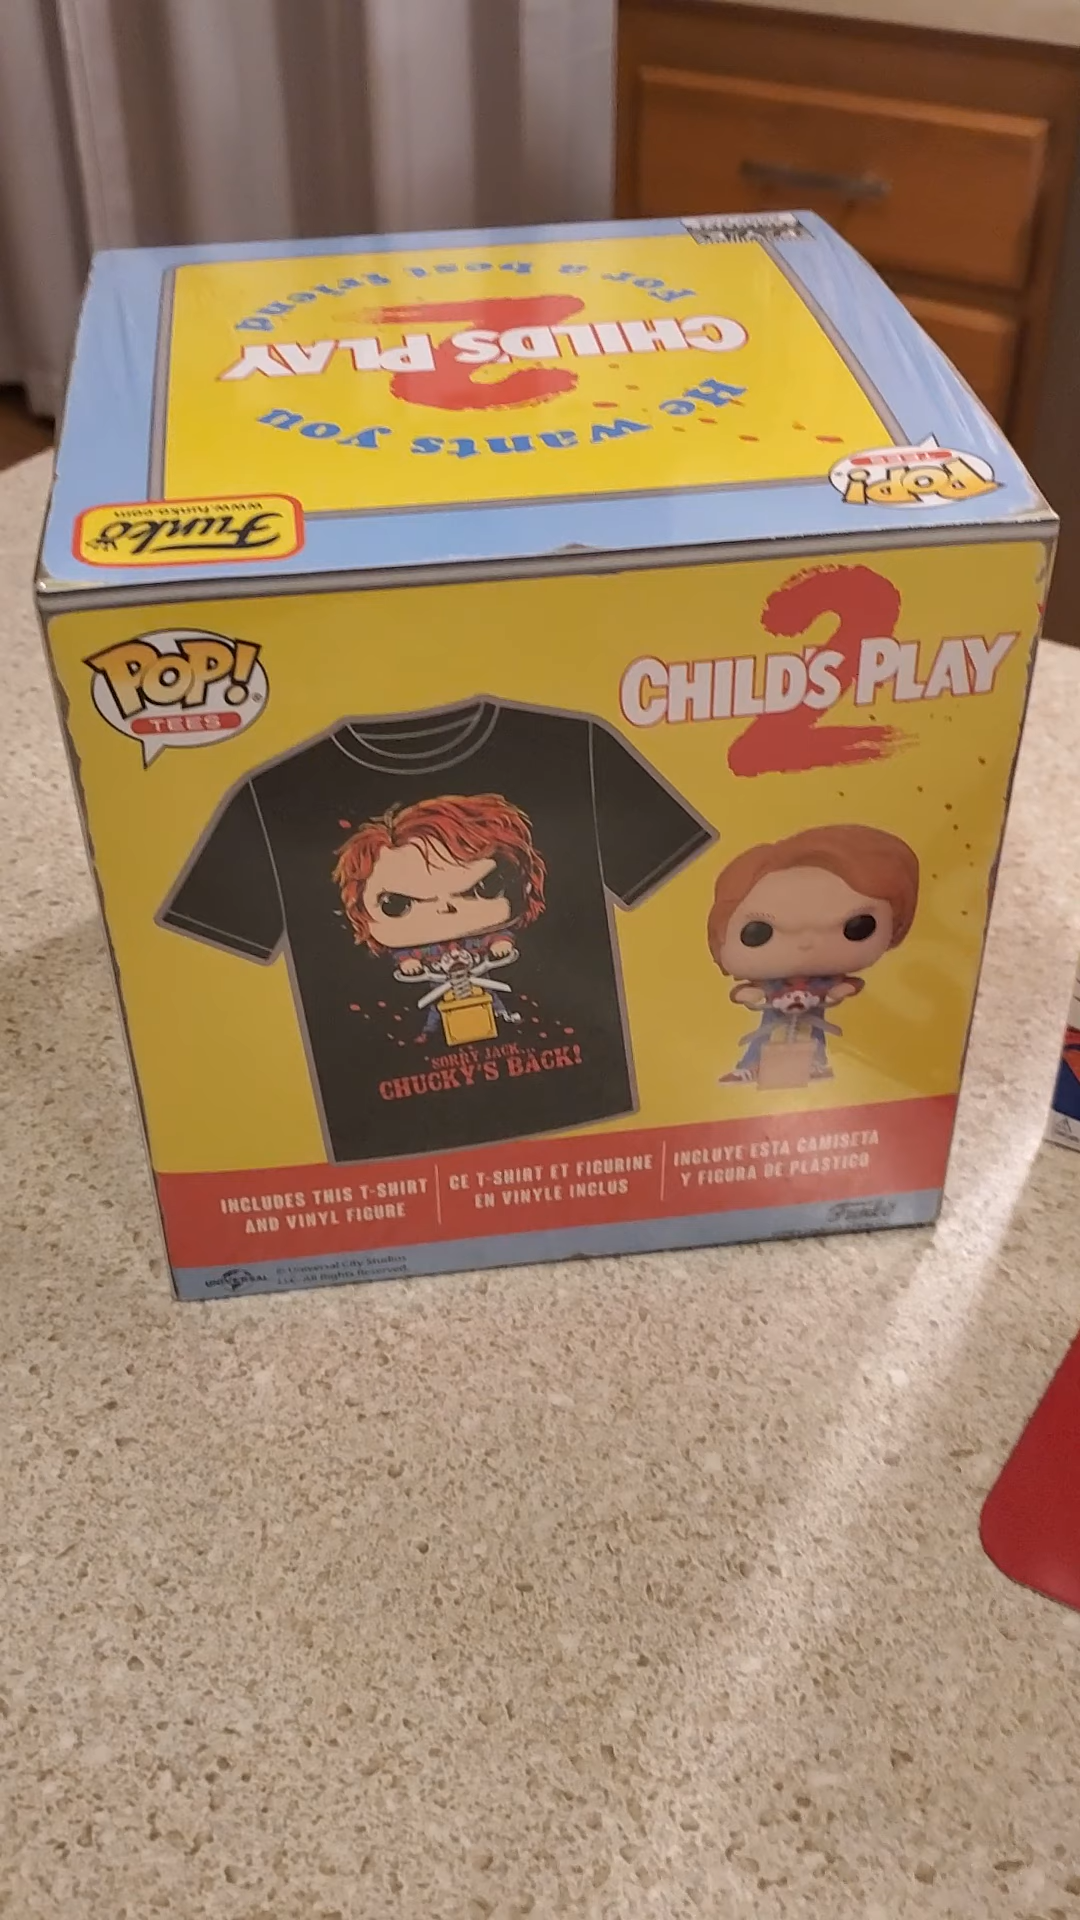 For a best friend
CHILD'S PLAY
2
He wants you
Funko
www.funko.com
POP!
TEES
POP!
TEES
2
CHILD'S PLAY
"SORRY JACK...
CHUCKY'S BACK!
INCLUDES THIS T-SHIRT
AND VINYL FIGURE
CE T-SHIRT ET FIGURINE
EN VINYLE INCLUS
INCLUYE ESTA CAMISETA
Y FIGURA DE PLÁSTICO
UNIVERSAL
© Universal City Studios
LLC. All Rights Reserved.
Funko